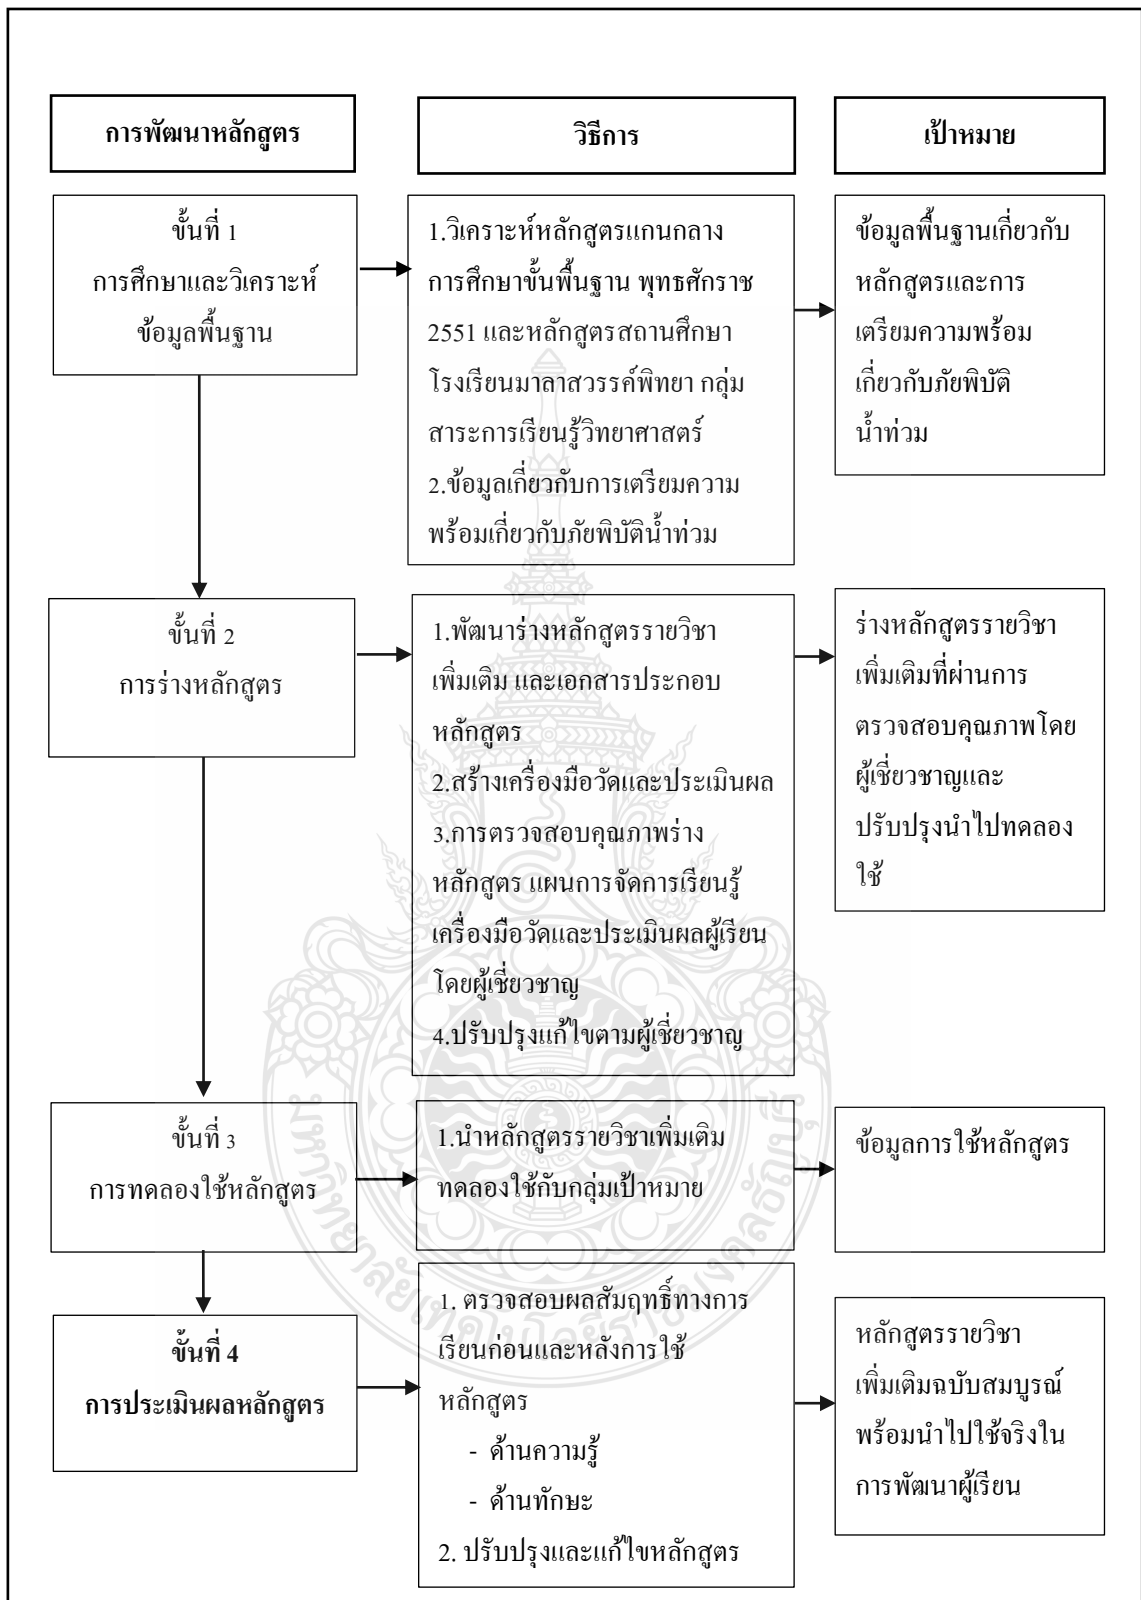 การพัฒนาหลักสูตร
วิธีการ
เป้าหมาย
ขั้นที่ 1
การศึกษาและวิเคราะห์
ข้อมูลพื้นฐาน
1.วิเคราะห์หลักสูตรแกนกลาง
การศึกษาขั้นพื้นฐาน พุทธศักราช
2551 และหลักสูตรสถานศึกษา
โรงเรียนมาลาสวรรค์พิทยา กลุ่ม
สาระการเรียนรู้วิทยาศาสตร์
2.ข้อมูลเกี่ยวกับการเตรียมความ
พร้อมเกี่ยวกับภัยพิบัติน้ำท่วม
ข้อมูลพื้นฐานเกี่ยวกับ
หลักสูตรและการ
เตรียมความพร้อม
เกี่ยวกับภัยพิบัติ
น้ำท่วม
ขั้นที่ 2
การร่างหลักสูตร
1.พัฒนาร่างหลักสูตรรายวิชา
เพิ่มเติม และเอกสารประกอบ
หลักสูตร
2.สร้างเครื่องมือวัดและประเมินผล
3.การตรวจสอบคุณภาพร่าง
หลักสูตร แผนการจัดการเรียนรู้
เครื่องมือวัดและประเมินผลผู้เรียน
โดยผู้เชี่ยวชาญ
4.ปรับปรุงแก้ไขตามผู้เชี่ยวชาญ
ร่างหลักสูตรรายวิชา
เพิ่มเติมที่ผ่านการ
ตรวจสอบคุณภาพโดย
ผู้เชี่ยวชาญและ
ปรับปรุงนำไปทดลอง
ใช้
ขั้นที่ 3
การทดลองใช้หลักสูตร
1.นำหลักสูตรรายวิชาเพิ่มเติม
ทดลองใช้กับกลุ่มเป้าหมาย
ข้อมูลการใช้หลักสูตร
ขั้นที่ 4
การประเมินผลหลักสูตร
1. ตรวจสอบผลสัมฤทธิ์ทางการ
เรียนก่อนและหลังการใช้
หลักสูตร
- ด้านความรู้
- ด้านทักษะ
2. ปรับปรุงและแก้ไขหลักสูตร
หลักสูตรรายวิชา
เพิ่มเติมฉบับสมบูรณ์
พร้อมนำไปใช้จริงใน
การพัฒนาผู้เรียน
มหาวิทยาลัยเทคโนโลยีราชมงคลธัญบุรี